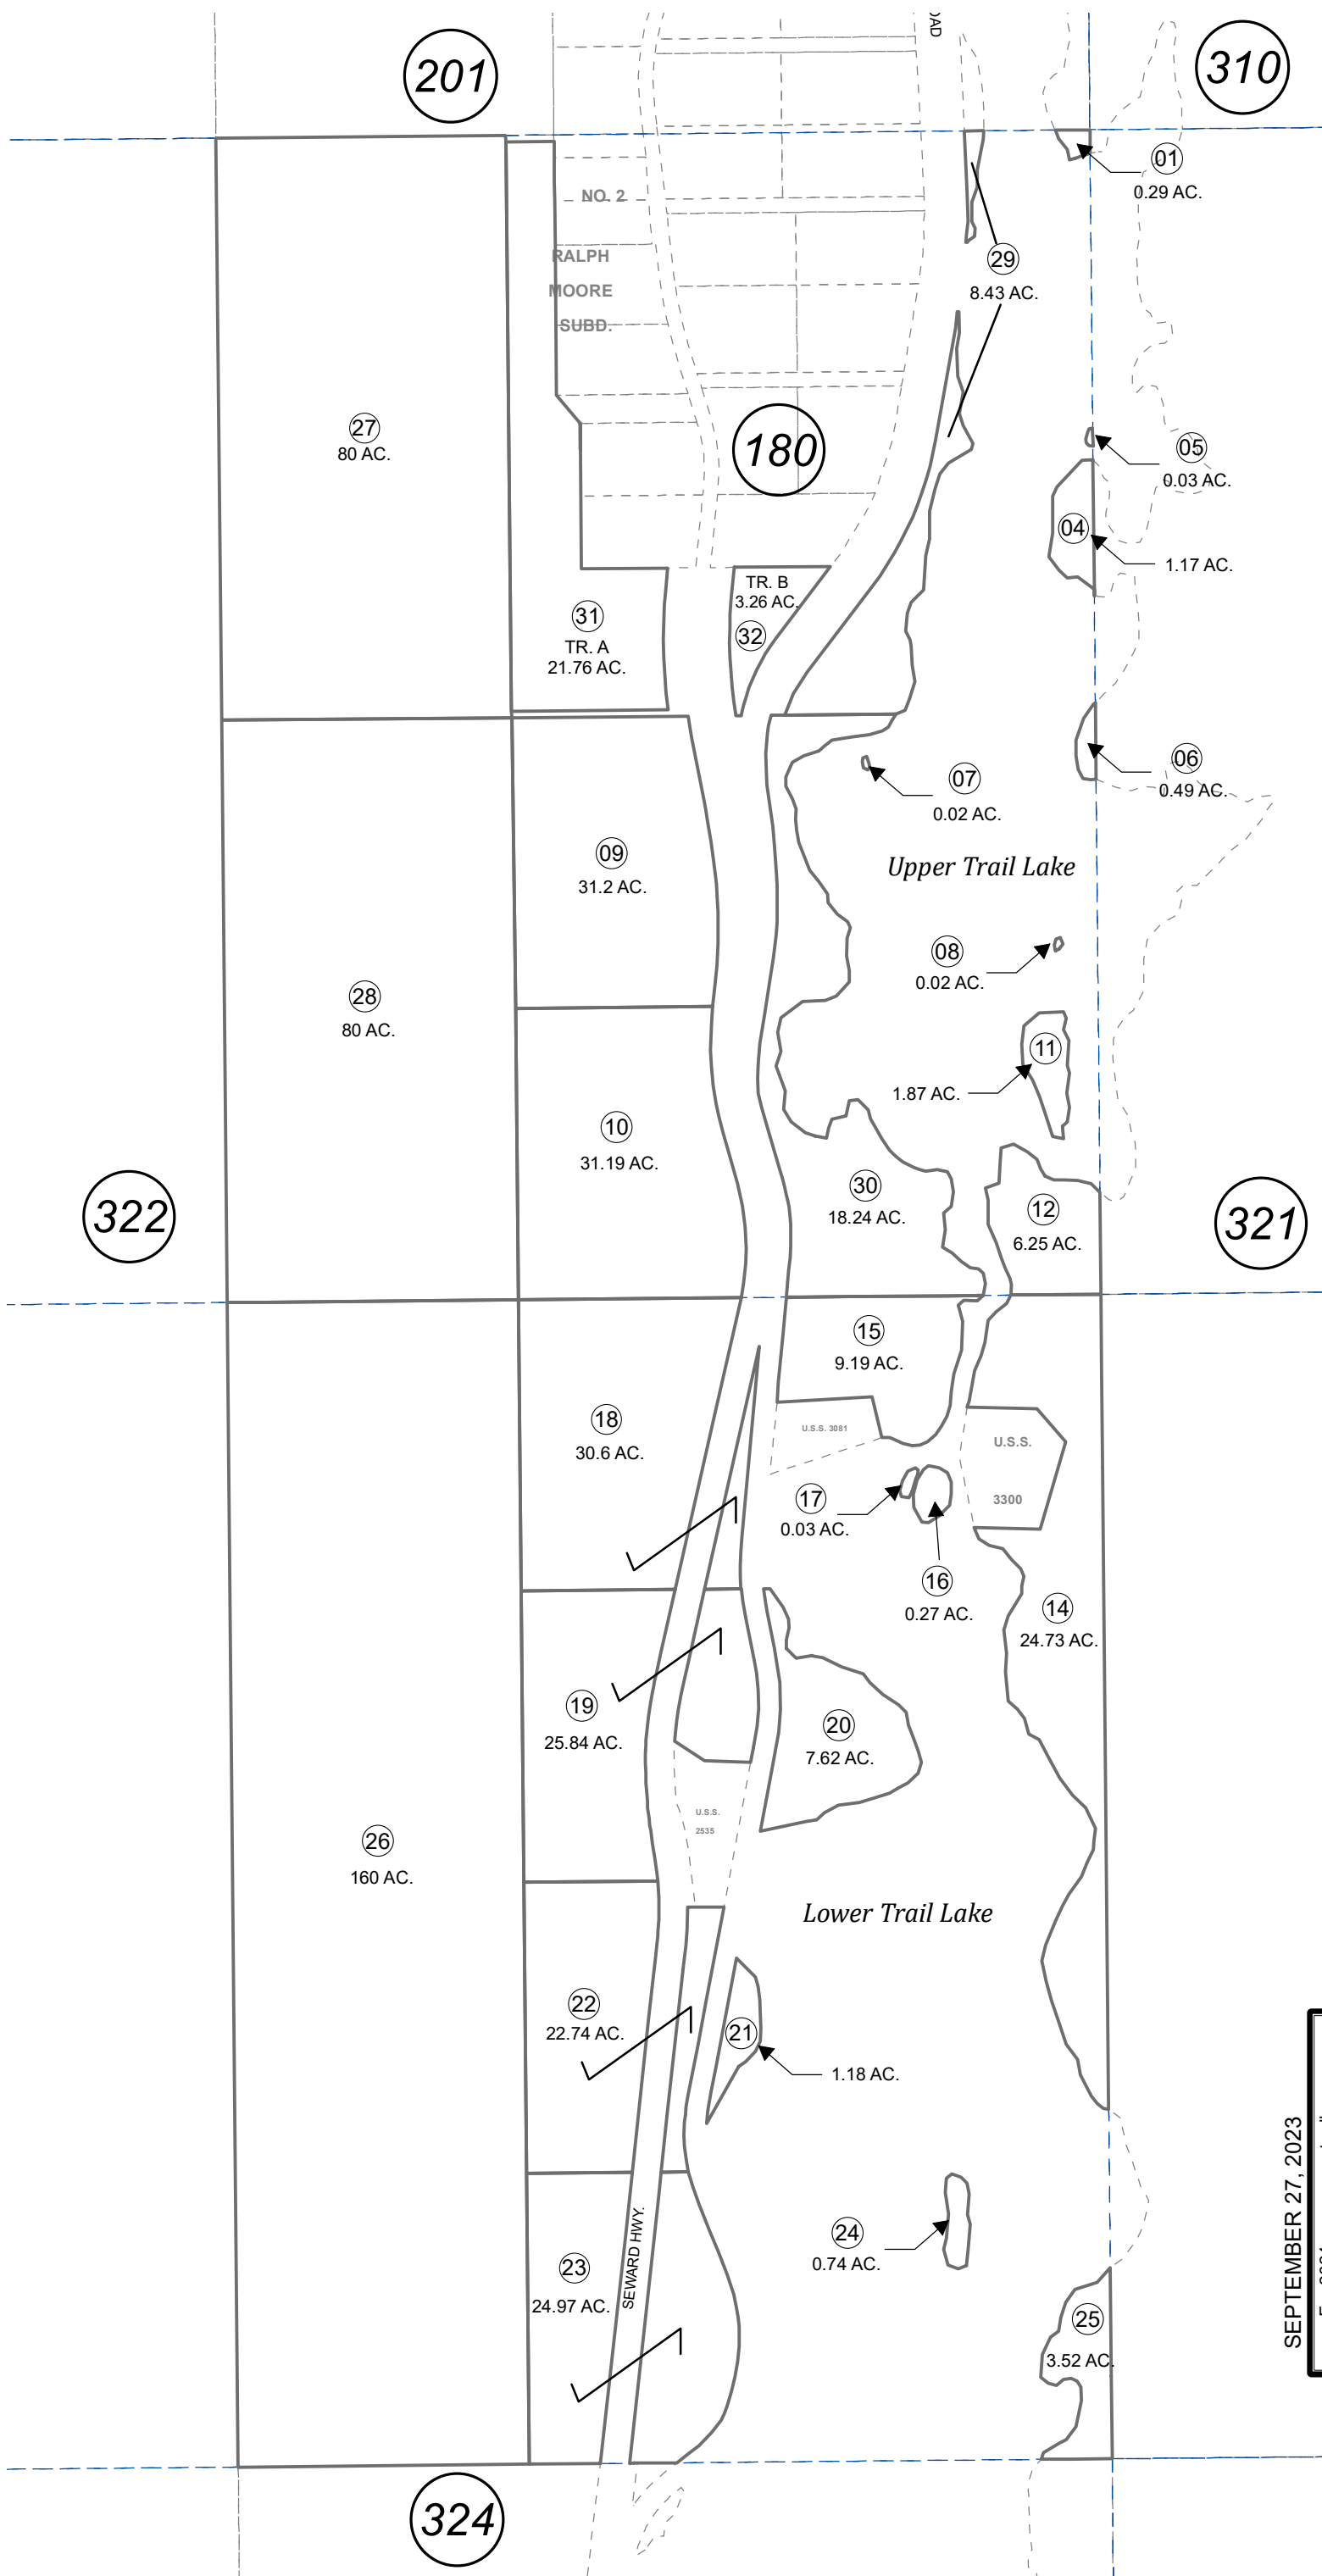 201
310
OAD
01
0.29 AC.
NO. 2
RALPH
MOORE
SUBD.
29
8.43 AC.
27
80 AC.
180
05
0.03 AC.
04
1.17 AC.
TR. B
3.26 AC.
32
31
TR. A
21.76 AC.
06
0.49 AC.
07
0.02 AC.
09
31.2 AC.
Upper Trail Lake
08
0.02 AC.
28
80 AC.
11
1.87 AC.
10
31.19 AC.
322
30
18.24 AC.
12
6.25 AC.
321
15
9.19 AC.
18
30.6 AC.
U.S.S. 3081
U.S.S.
3300
17
0.03 AC.
16
0.27 AC.
14
24.73 AC.
19
25.84 AC.
20
7.62 AC.
U.S.S.
2535
26
160 AC.
Lower Trail Lake
22
22.74 AC.
21
1.18 AC.
SEPTEMBER 27, 2023
24
0.74 AC.
SEWARD HWY.
23
24.97 AC.
25
3.52 AC.
324